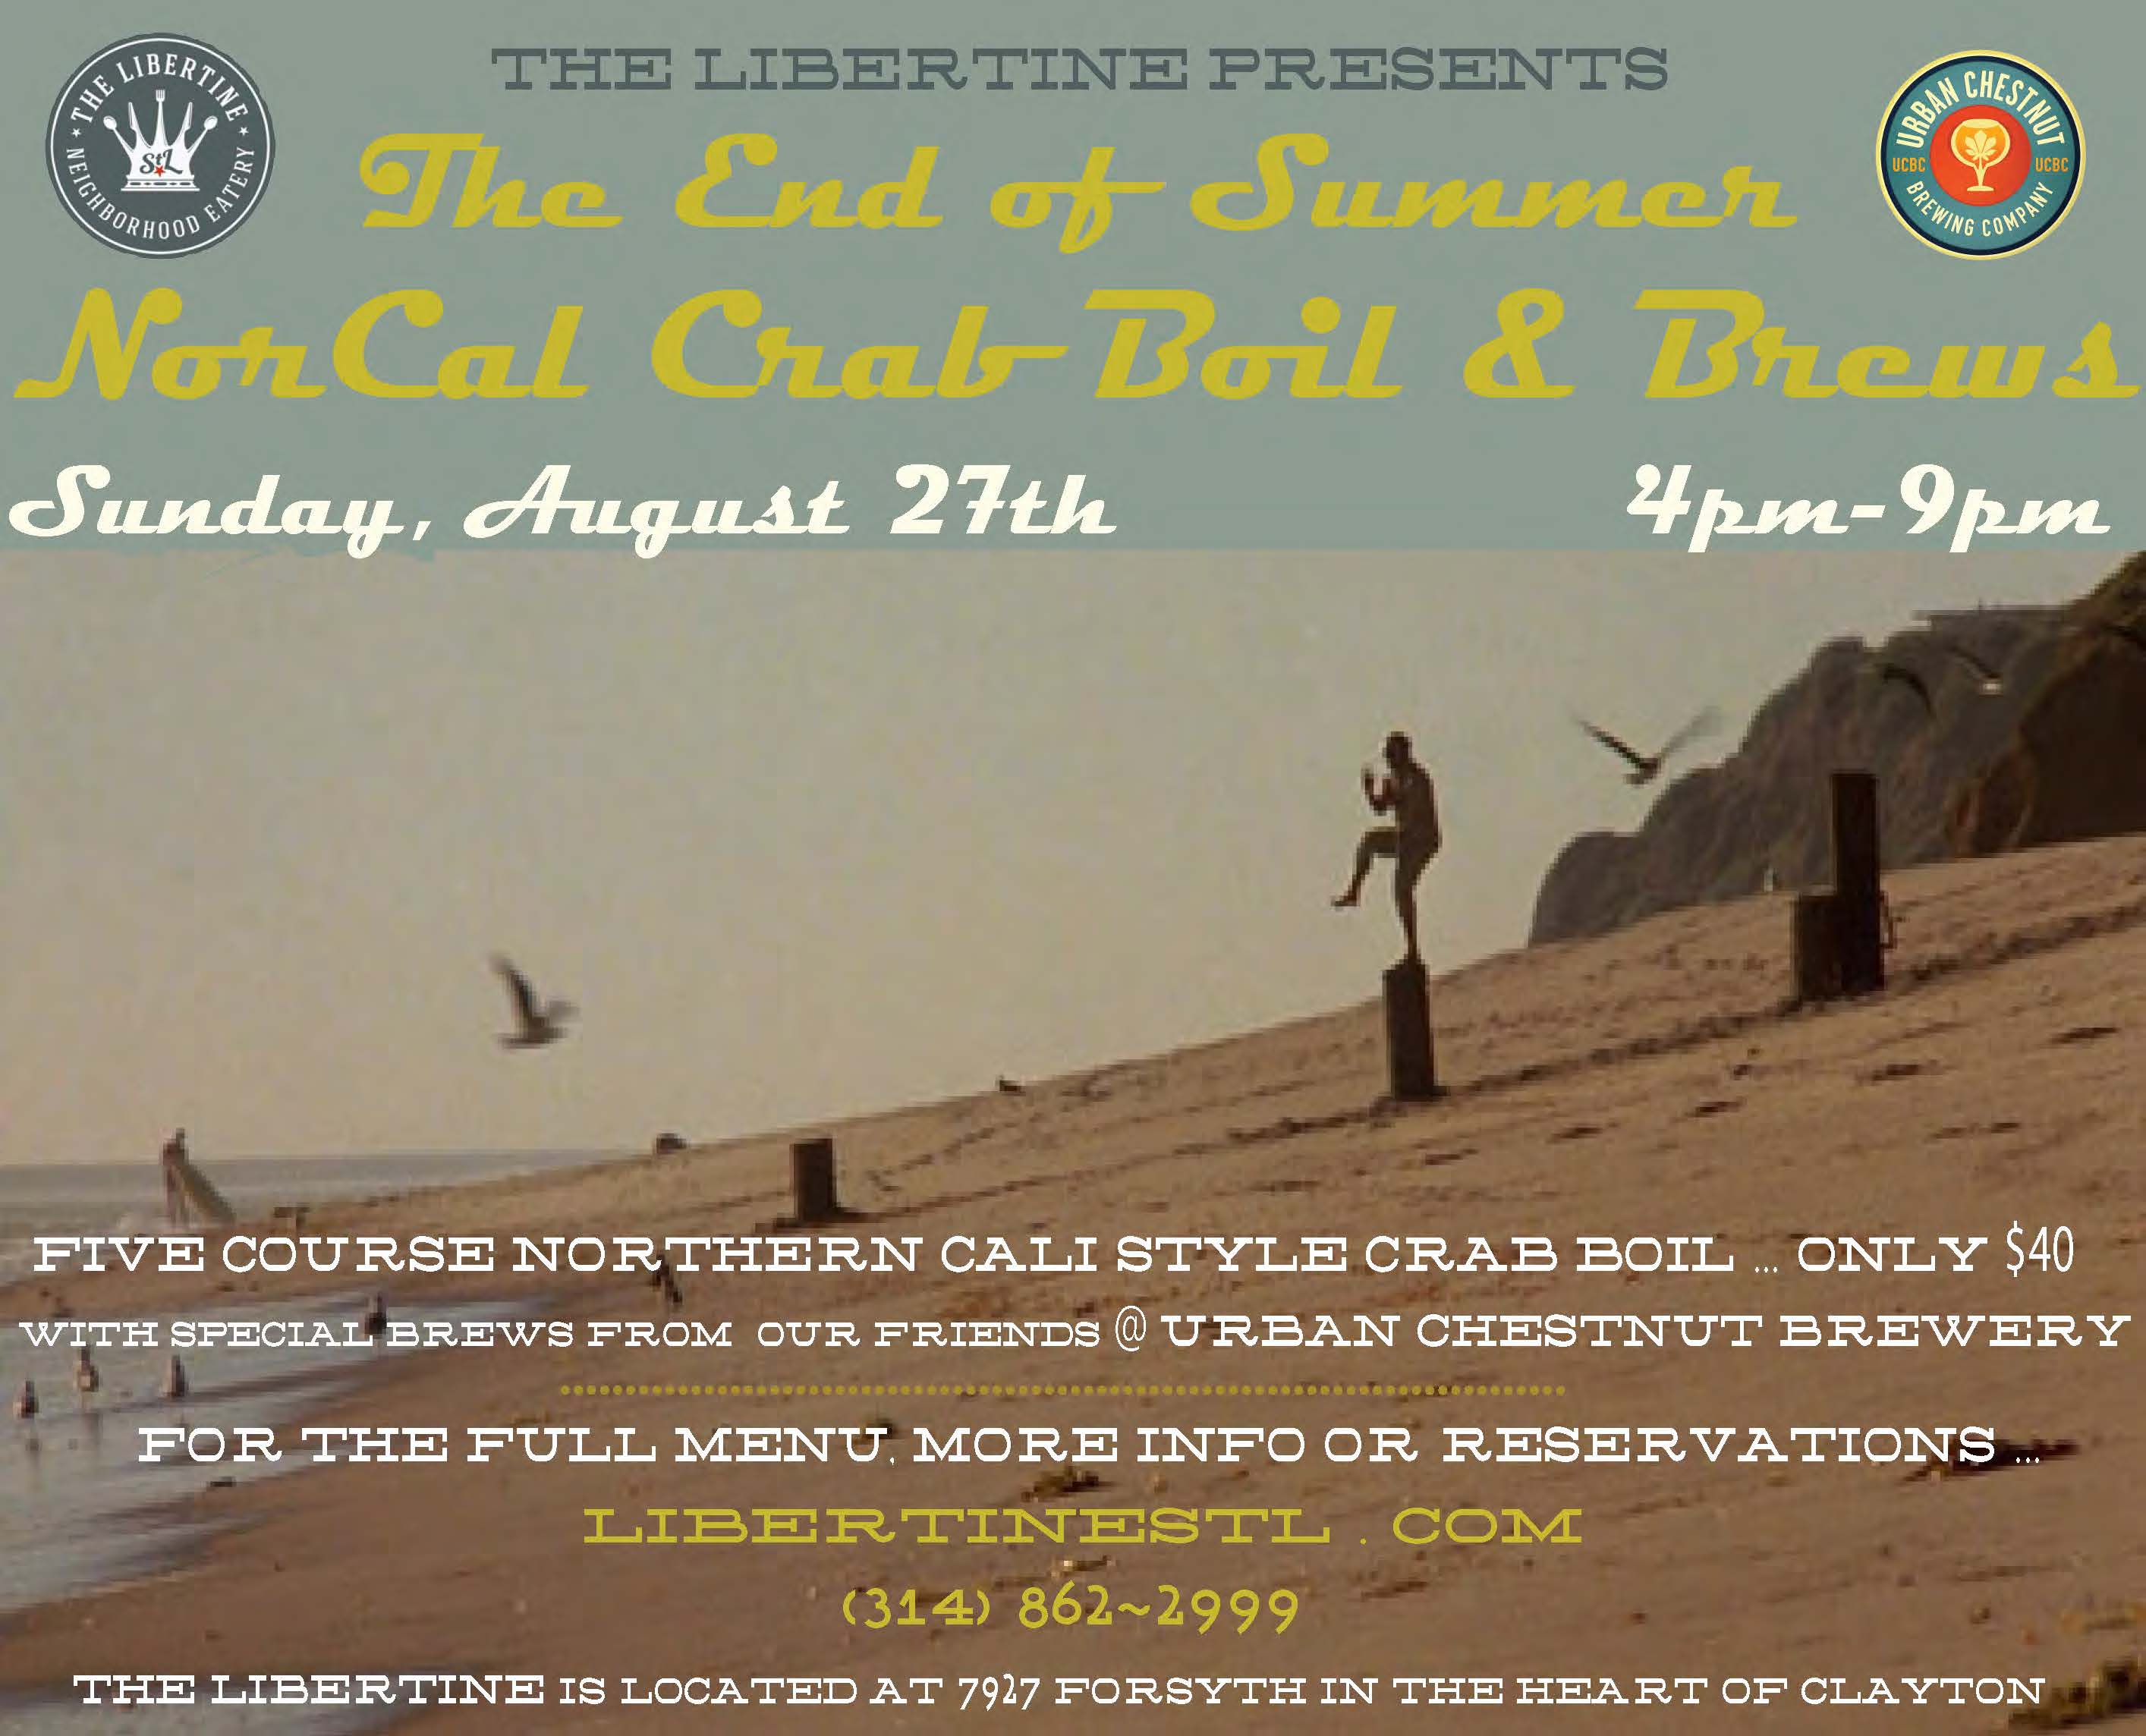 THE LIBERTINE
NEIGHBORHOOD EATERY
StL
THE LIBERTINE PRESENTS
URBAN CHESTNUT
UCBC UCBC
BREWING COMPANY
The End of Summer
NorCal Crab Boil & Brews
Sunday, August 27th 4pm-9pm
FIVE COURSE NORTHERN CALI STYLE CRAB BOIL ... ONLY $40
WITH SPECIAL BREWS FROM OUR FRIENDS @ URBAN CHESTNUT BREWERY
FOR THE FULL MENU, MORE INFO OR RESERVATIONS ...
LIBERTINESTL . COM
(314) 862~2999
THE LIBERTINE IS LOCATED AT 7927 FORSYTH IN THE HEART OF CLAYTON